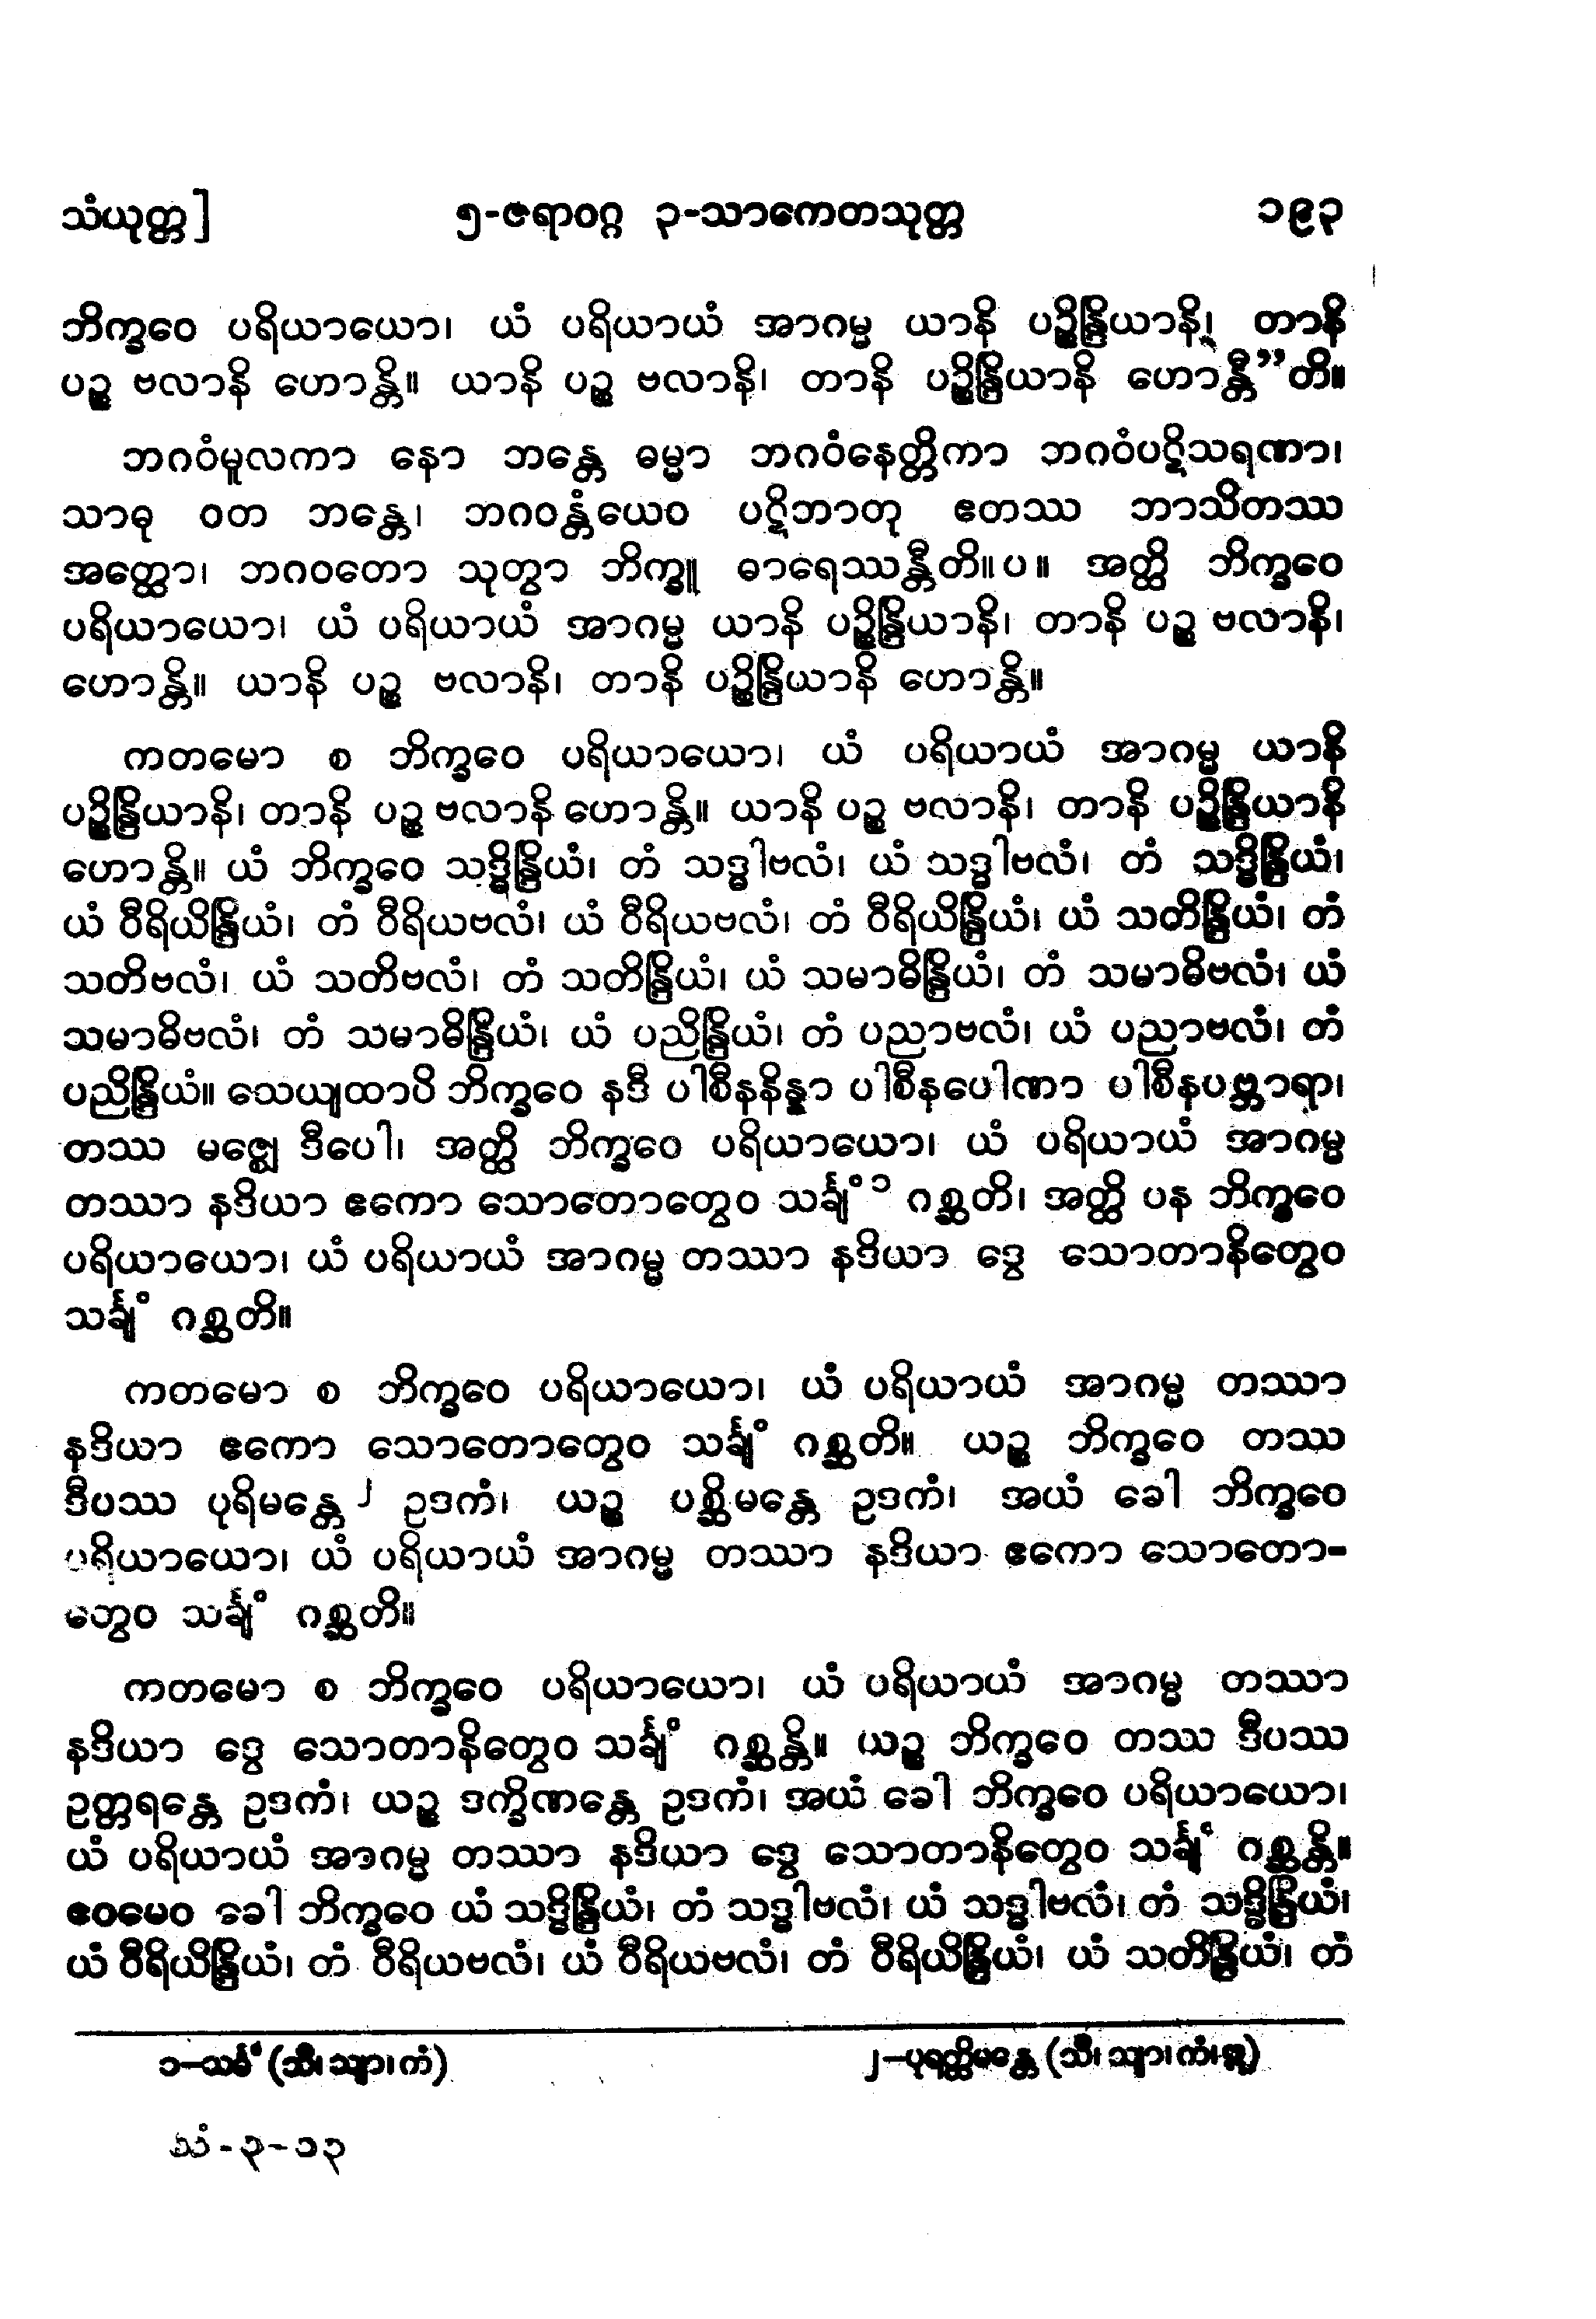 သံယုတ္တ] ၅-ဇရာဝဂ္ဂ ၃-သာကေတသုတ္တ ၁၉၃
ဘိက္ခဝေ ပရိယာယော၊ ယံ ပရိယာယံ အာဂမ္မ ယာနိ ပဉ္စိန္ဒြိယာနိ၊ တာနိ
ပဉ္စ ဗလာနိ ဟောန္တိ။ ယာနိ ပဉ္စ ဗလာနိ၊ တာနိ ပဉ္စိန္ဒြိယာနိ ဟောန္တီ”တိ။
ဘဂဝံမူလကာ နော ဘန္တေ ဓမ္မာ ဘဂဝံနေတ္တိကာ ဘဂဝံပဋိသရဏာ၊
သာဓု ဝတ ဘန္တေ၊ ဘဂဝန္တံယေဝ ပဋိဘာတု ဧတဿ ဘာသိတဿ
အတ္ထော၊ ဘဂဝတော သုတွာ ဘိက္ခူ ဓာရေဿန္တီတိ။ပ။ အတ္ထိ ဘိက္ခဝေ
ပရိယာယော၊ ယံ ပရိယာယံ အာဂမ္မ ယာနိ ပဉ္စိန္ဒြိယာနိ၊ တာနိ ပဉ္စ ဗလာနိ၊
ဟောန္တိ။ ယာနိ ပဉ္စ ဗလာနိ၊ တာနိ ပဉ္စိန္ဒြိယာနိ ဟောန္တိ။
ကတမော စ ဘိက္ခဝေ ပရိယာယော၊ ယံ ပရိယာယံ အာဂမ္မ ယာနိ
ပဉ္စိန္ဒြိယာနိ၊ တာနိ ပဉ္စ ဗလာနိ ဟောန္တိ။ ယာနိ ပဉ္စ ဗလာနိ၊ တာနိ ပဉ္စိန္ဒြိယာနိ
ဟောန္တိ။ ယံ ဘိက္ခဝေ သဒ္ဓိန္ဒြိယံ၊ တံ သဒ္ဓါဗလံ၊ ယံ သဒ္ဓါဗလံ၊ တံ သဒ္ဓိန္ဒြိယံ၊
ယံ ဝီရိယိန္ဒြိယံ၊ တံ ဝီရိယဗလံ၊ ယံ ဝီရိယဗလံ၊ တံ ဝီရိယိန္ဒြိယံ၊ ယံ သတိန္ဒြိယံ၊ တံ
သတိဗလံ၊ ယံ သတိဗလံ၊ တံ သတိန္ဒြိယံ၊ ယံ သမာဓိန္ဒြိယံ၊ တံ သမာဓိဗလံ၊ ယံ
သမာဓိဗလံ၊ တံ သမာဓိန္ဒြိယံ၊ ယံ ပညိန္ဒြိယံ၊ တံ ပညာဗလံ၊ ယံ ပညာဗလံ၊ တံ
ပညိန္ဒြိယံ။ သေယျထာပိ ဘိက္ခဝေ နဒီ ပါစီနနိန္နာ ပါစီနပေါဏာ ပါစီနပဗ္ဘာရာ၊
တဿ မဇ္ဈေ ဒီပေါ၊ အတ္ထိ ဘိက္ခဝေ ပရိယာယော၊ ယံ ပရိယာယံ အာဂမ္မ
တဿာ နဒိယာ ဧကော သောတောတွေဝ သင်္ချံ ၁ ဂစ္ဆတိ၊ အတ္ထိ ပန ဘိက္ခဝေ
ပရိယာယော၊ ယံ ပရိယာယံ အာဂမ္မ တဿာ နဒိယာ ဒွေ သောတာနိတွေဝ
သင်္ချံ ဂစ္ဆတိ။
ကတမော စ ဘိက္ခဝေ ပရိယာယော၊ ယံ ပရိယာယံ အာဂမ္မ တဿာ
နဒိယာ ဧကော သောတောတွေဝ သင်္ချံ ဂစ္ဆတိ။ ယဉ္စ ဘိက္ခဝေ တဿ
ဒီပဿ ပုရိမန္တေ ၂ ဥဒကံ၊ ယဉ္စ ပစ္ဆိမန္တေ ဥဒကံ၊ အယံ ခေါ ဘိက္ခဝေ
ပရိယာယော၊ ယံ ပရိယာယံ အာဂမ္မ တဿာ နဒိယာ ဧကော သောတော-
တွေဝ သင်္ချံ ဂစ္ဆတိ။
ကတမော စ ဘိက္ခဝေ ပရိယာယော၊ ယံ ပရိယာယံ အာဂမ္မ တဿာ
နဒိယာ ဒွေ သောတာနိတွေဝ သင်္ချံ ဂစ္ဆန္တိ။ ယဉ္စ ဘိက္ခဝေ တဿ ဒီပဿ
ဥတ္တရန္တေ ဥဒကံ၊ ယဉ္စ ဒက္ခိဏန္တေ ဥဒကံ၊ အယံ ခေါ ဘိက္ခဝေ ပရိယာယော၊
ယံ ပရိယာယံ အာဂမ္မ တဿာ နဒိယာ ဒွေ သောတာနိတွေဝ သင်္ချံ ဂစ္ဆန္တိ။
ဧဝမေဝ ခေါ ဘိက္ခဝေ ယံ သဒ္ဓိန္ဒြိယံ၊ တံ သဒ္ဓါဗလံ၊ ယံ သဒ္ဓါဗလံ၊ တံ သဒ္ဓိန္ဒြိယံ၊
ယံ ဝီရိယိန္ဒြိယံ၊ တံ ဝီရိယဗလံ၊ ယံ ဝီရိယဗလံ၊ တံ ဝီရိယိန္ဒြိယံ၊ ယံ သတိန္ဒြိယံ၊ တံ
၁-သင်္ခံ (သီ၊ သျာ၊ ကံ) ၂-ပုရတ္ထိမန္တေ (သီ၊ သျာ၊ ကံ၊ဋ္ဌ)
သံ-၃-၁၃